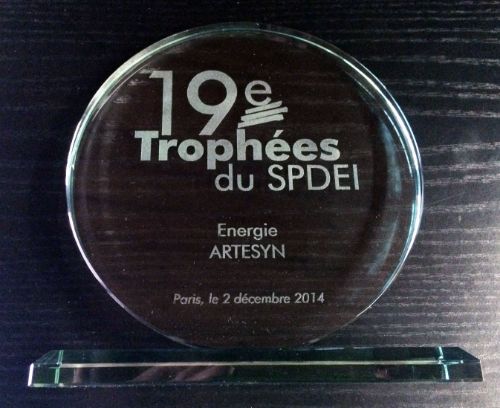 19e
Trophées
du SPDEI
Energie
ARTESYN
Paris, le 2 décembre 2014